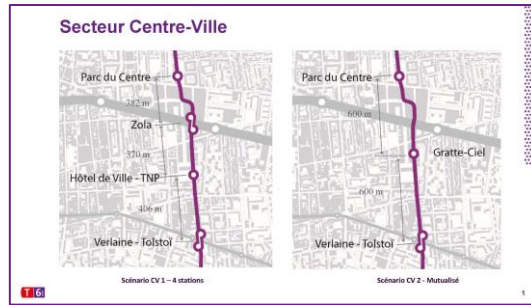 Secteur Centre-Ville
Parc du Centre
382 m
Zola
370 m
Hôtel de Ville - TNP
406 m
Verlaine - Tolstoï
Scénario CV 1 – 4 stations
Parc du Centre
600 m
Gratte-Ciel
600 m
Verlaine - Tolstoï
Scénario CV 2 - Mutualisé
T 6
1